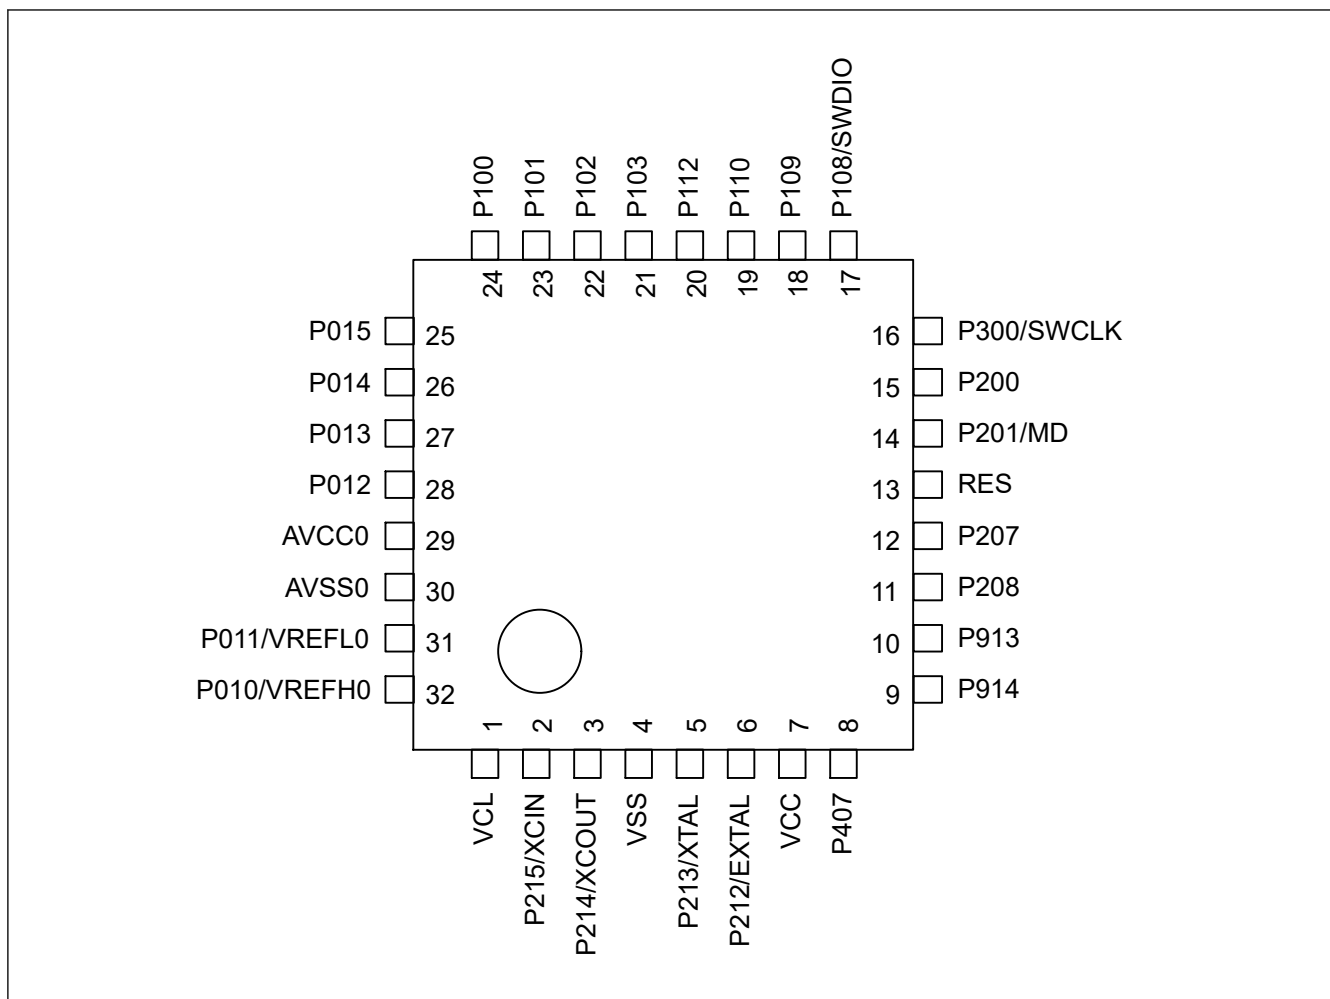 P100
P101
P102
P103
P112
P110
P109
P108/SWDIO
24
23
22
21
20
19
18
17
P015 25
P014 26
P013 27
P012 28
AVCC0 29
AVSS0 30
P011/VREFL0 31
P010/VREFH0 32
16 P300/SWCLK
15 P200
14 P201/MD
13 RES
12 P207
11 P208
10 P913
9 P914
1
2
3
4
5
6
7
8
VCL
P215/XCIN
P214/XCOUT
VSS
P213/XTAL
P212/EXTAL
VCC
P407